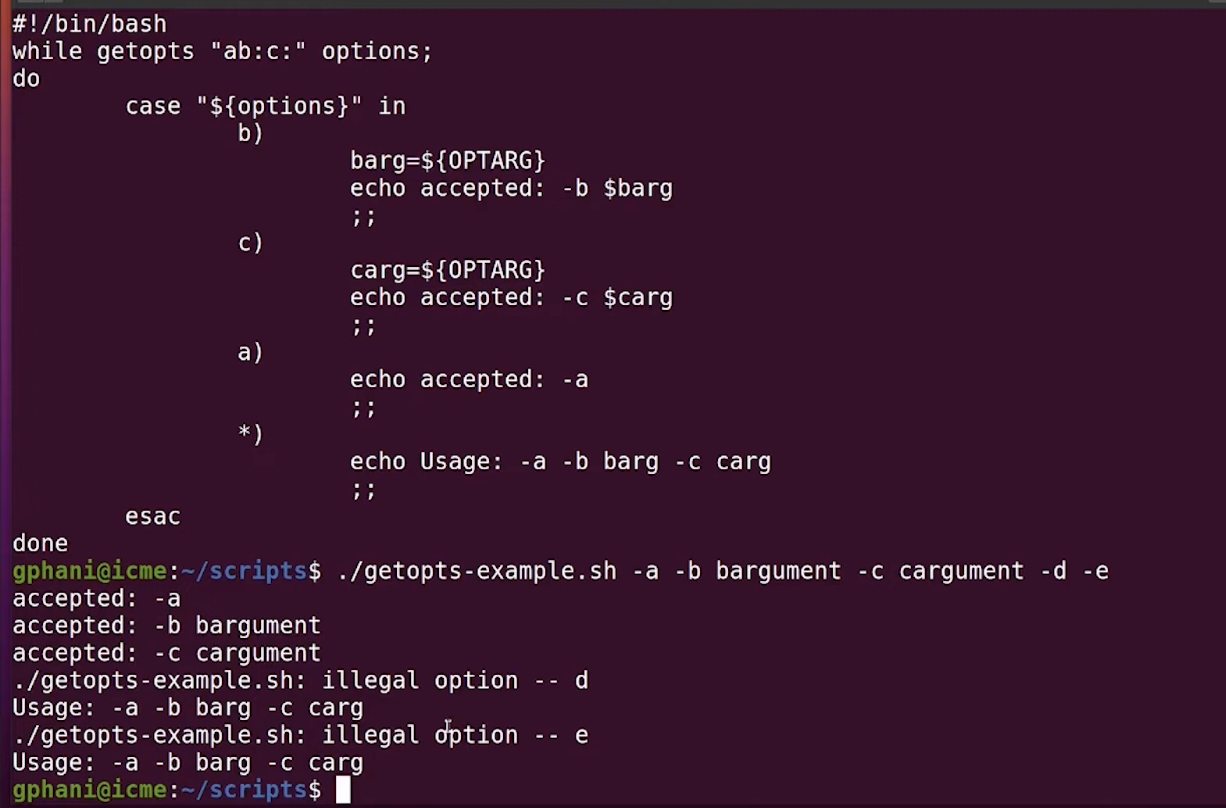 #!/bin/bash
while getopts "ab:c:" options;
do
        case "${options}" in
                b)
                        barg=${OPTARG}
                        echo accepted: -b $barg
                        ;;
                c)
                        carg=${OPTARG}
                        echo accepted: -c $carg
                        ;;
                a)
                        echo accepted: -a
                        ;;
                *)
                        echo Usage: -a -b barg -c carg
                        ;;
        esac
done
gphani@icme:~/scripts$ ./getopts-example.sh -a -b bargument -c cargument -d -e
accepted: -a
accepted: -b bargument
accepted: -c cargument
./getopts-example.sh: illegal option -- d
Usage: -a -b barg -c carg
./getopts-example.sh: illegal option -- e
Usage: -a -b barg -c carg
gphani@icme:~/scripts$